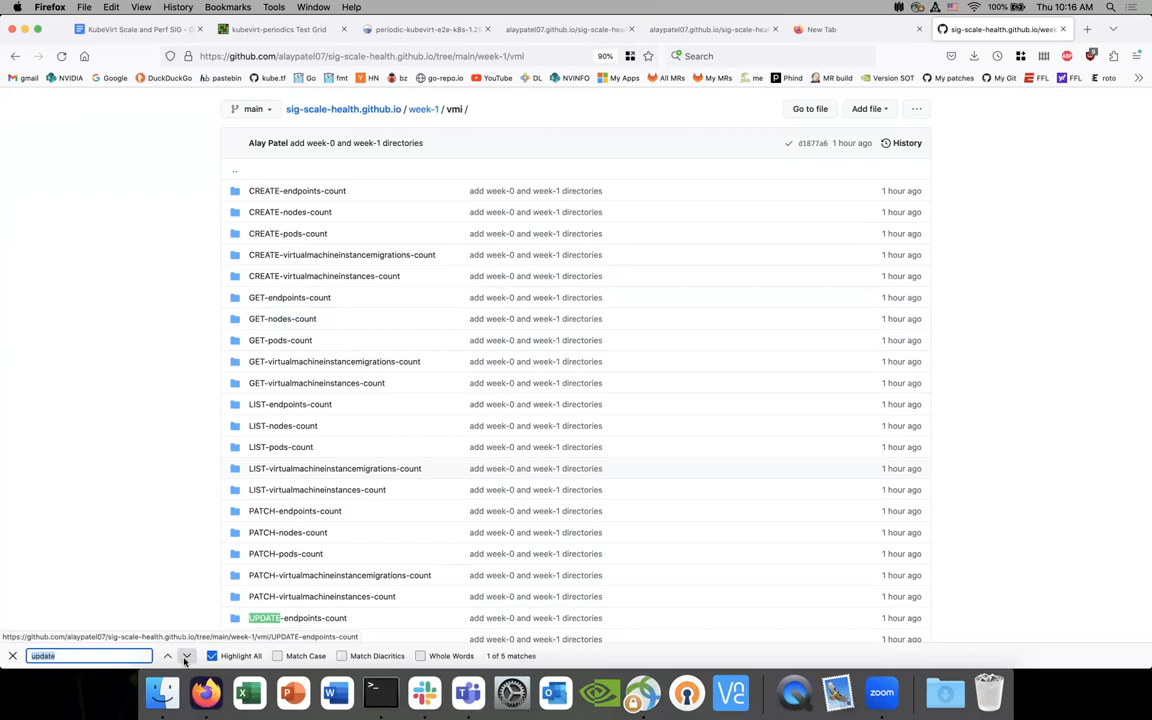 Firefox File Edit View History Bookmarks Tools Window Help 100% Thu 10:16 AM
KubeVirt Scale and Perf SIG - G kubevirt-periodics Test Grid periodic-kubevirt-e2e-k8s-1.25 alaypatel07.github.io/sig-scale-heal alaypatel07.github.io/sig-scale-heal New Tab sig-scale-health.github.io/wee
https://github.com/alaypatel07/sig-scale-health.github.io/tree/main/week-1/vmi 90% Search
gmail NVIDIA Google DuckDuckGo pastebin kube.tf Go fmt HN bz go-repo.io YouTube DL NVINFO My Apps All MRs My MRs me Phind MR build Version SOT My patches My Git FFL FFL roto
main sig-scale-health.github.io / week-1 / vmi / Go to file Add file ...
Alay Patel add week-0 and week-1 directories d1877a6 1 hour ago History
..
CREATE-endpoints-count add week-0 and week-1 directories 1 hour ago
CREATE-nodes-count add week-0 and week-1 directories 1 hour ago
CREATE-pods-count add week-0 and week-1 directories 1 hour ago
CREATE-virtualmachineinstancemigrations-count add week-0 and week-1 directories 1 hour ago
CREATE-virtualmachineinstances-count add week-0 and week-1 directories 1 hour ago
GET-endpoints-count add week-0 and week-1 directories 1 hour ago
GET-nodes-count add week-0 and week-1 directories 1 hour ago
GET-pods-count add week-0 and week-1 directories 1 hour ago
GET-virtualmachineinstancemigrations-count add week-0 and week-1 directories 1 hour ago
GET-virtualmachineinstances-count add week-0 and week-1 directories 1 hour ago
LIST-endpoints-count add week-0 and week-1 directories 1 hour ago
LIST-nodes-count add week-0 and week-1 directories 1 hour ago
LIST-pods-count add week-0 and week-1 directories 1 hour ago
LIST-virtualmachineinstancemigrations-count add week-0 and week-1 directories 1 hour ago
LIST-virtualmachineinstances-count add week-0 and week-1 directories 1 hour ago
PATCH-endpoints-count add week-0 and week-1 directories 1 hour ago
PATCH-nodes-count add week-0 and week-1 directories 1 hour ago
PATCH-pods-count add week-0 and week-1 directories 1 hour ago
PATCH-virtualmachineinstancemigrations-count add week-0 and week-1 directories 1 hour ago
PATCH-virtualmachineinstances-count add week-0 and week-1 directories 1 hour ago
UPDATE-endpoints-count add week-0 and week-1 directories 1 hour ago
https://github.com/alaypatel07/sig-scale-health.github.io/tree/main/week-1/vmi/UPDATE-endpoints-count add week-0 and week-1 directories 1 hour ago
update Highlight All Match Case Match Diacritics Whole Words 1 of 5 matches
zoom